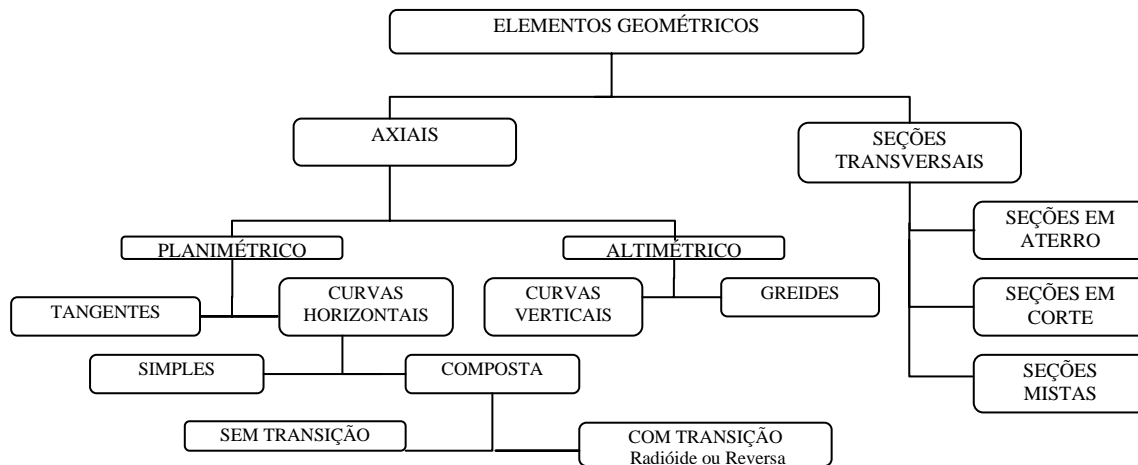 ELEMENTOS GEOMÉTRICOS
AXIAIS
SEÇÕES
TRANSVERSAIS
PLANIMÉTRICO
ALTIMÉTRICO
SEÇÕES EM
ATERRO
TANGENTES
CURVAS
HORIZONTAIS
CURVAS
VERTICAIS
GREIDES
SEÇÕES EM
CORTE
SIMPLES
COMPOSTA
SEÇÕES
MISTAS
SEM TRANSIÇÃO
COM TRANSIÇÃO
Radióide ou Reversa